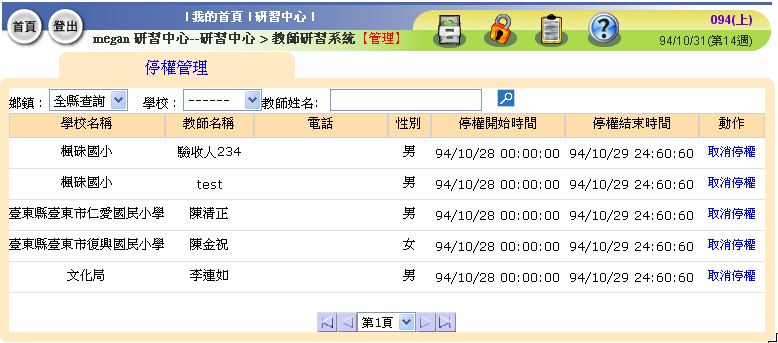 首頁 登出 | 我的首頁 | 研習中心 |
megan 研習中心--研習中心 > 教師研習系統【管理】
094(上)
94/10/31(第14週)
停權管理
鄉鎮： 全縣查詢 學校： ------ 教師姓名:
學校名稱 教師名稱 電話 性別 停權開始時間 停權結束時間 動作
楓硃國小 驗收人234 男 94/10/28 00:00:00 94/10/29 24:60:60 取消停權
楓硃國小 test 男 94/10/28 00:00:00 94/10/29 24:60:60 取消停權
臺東縣臺東市仁愛國民小學 陳清正 男 94/10/28 00:00:00 94/10/29 24:60:60 取消停權
臺東縣臺東市復興國民小學 陳金祝 女 94/10/28 00:00:00 94/10/29 24:60:60 取消停權
文化局 李連如 男 94/10/28 00:00:00 94/10/29 24:60:60 取消停權
第1頁